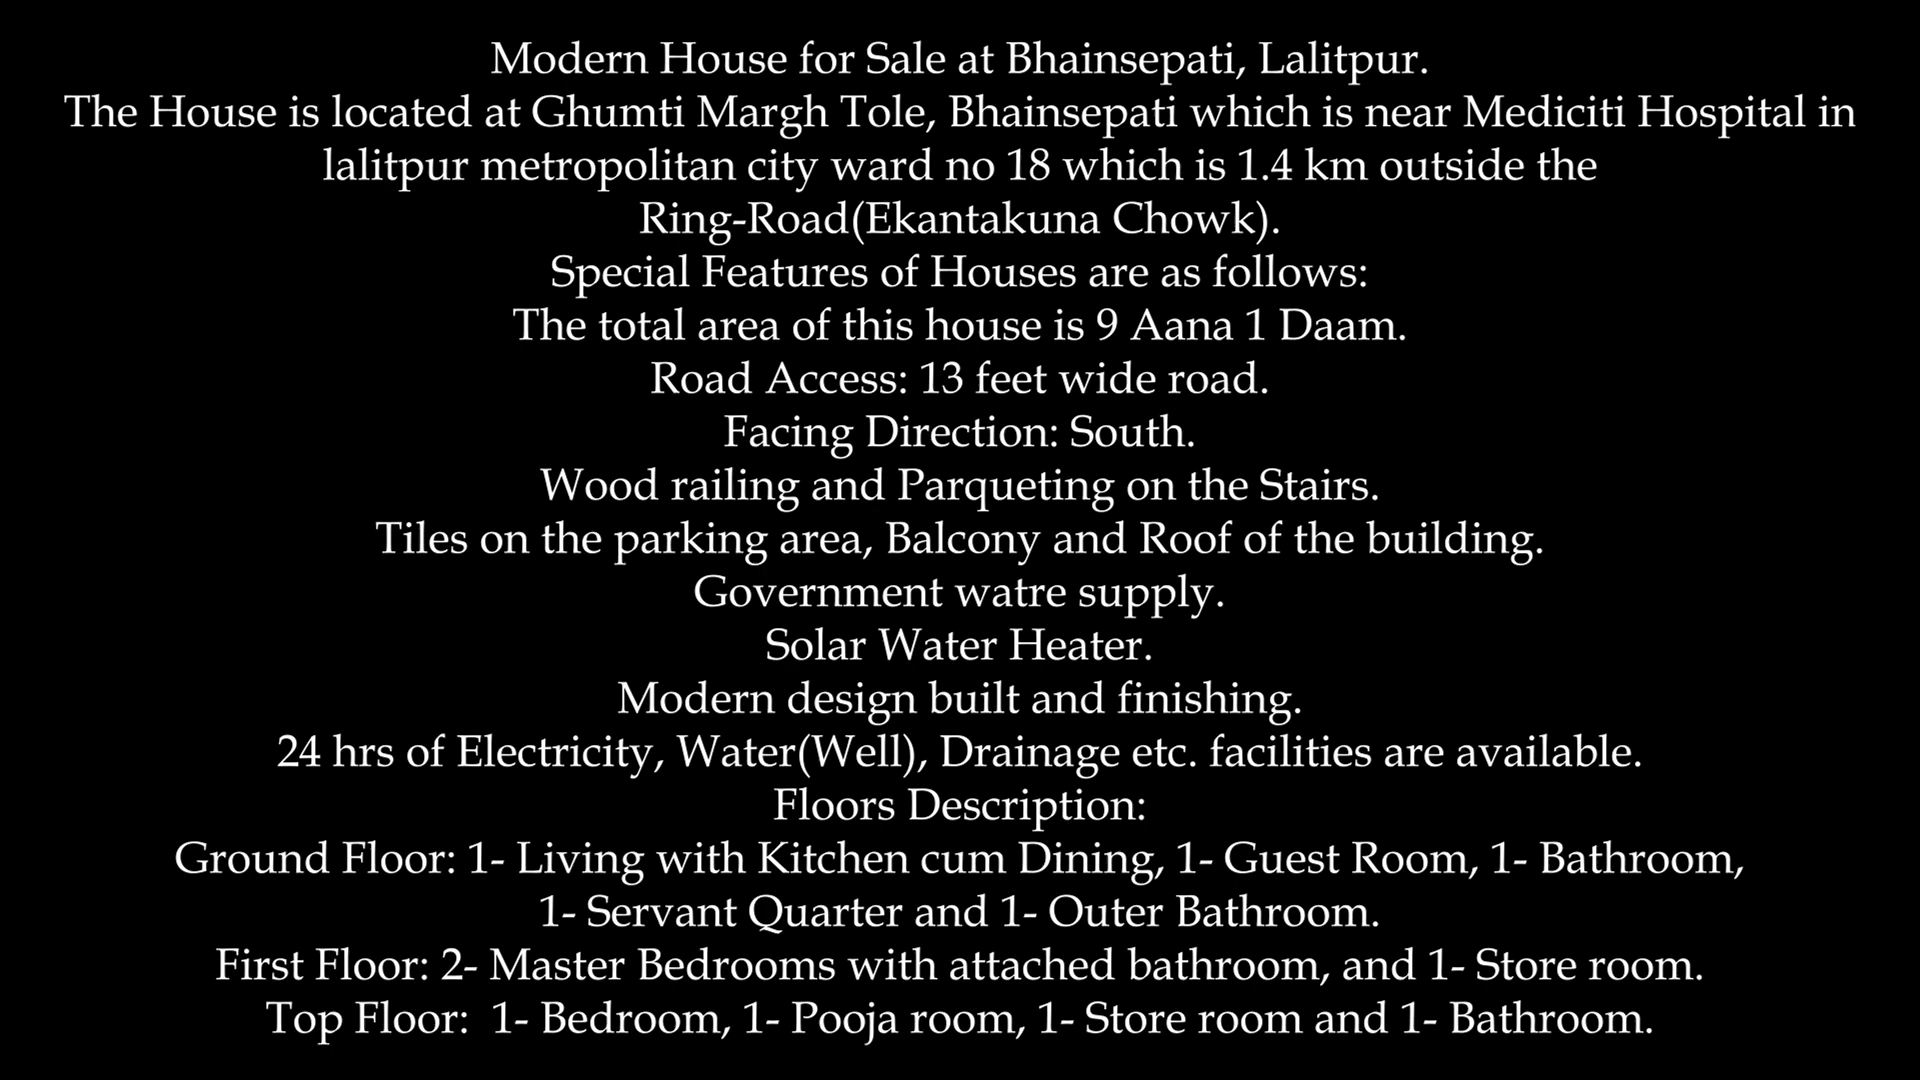 Modern House for Sale at Bhainsepati, Lalitpur.
The House is located at Ghumti Margh Tole, Bhainsepati which is near Mediciti Hospital in
lalitpur metropolitan city ward no 18 which is 1.4 km outside the
Ring-Road(Ekantakuna Chowk).
Special Features of Houses are as follows:
The total area of this house is 9 Aana 1 Daam.
Road Access: 13 feet wide road.
Facing Direction: South.
Wood railing and Parqueting on the Stairs.
Tiles on the parking area, Balcony and Roof of the building.
Government watre supply.
Solar Water Heater.
Modern design built and finishing.
24 hrs of Electricity, Water(Well), Drainage etc. facilities are available.
Floors Description:
Ground Floor: 1- Living with Kitchen cum Dining, 1- Guest Room, 1- Bathroom,
1- Servant Quarter and 1- Outer Bathroom.
First Floor: 2- Master Bedrooms with attached bathroom, and 1- Store room.
Top Floor:  1- Bedroom, 1- Pooja room, 1- Store room and 1- Bathroom.